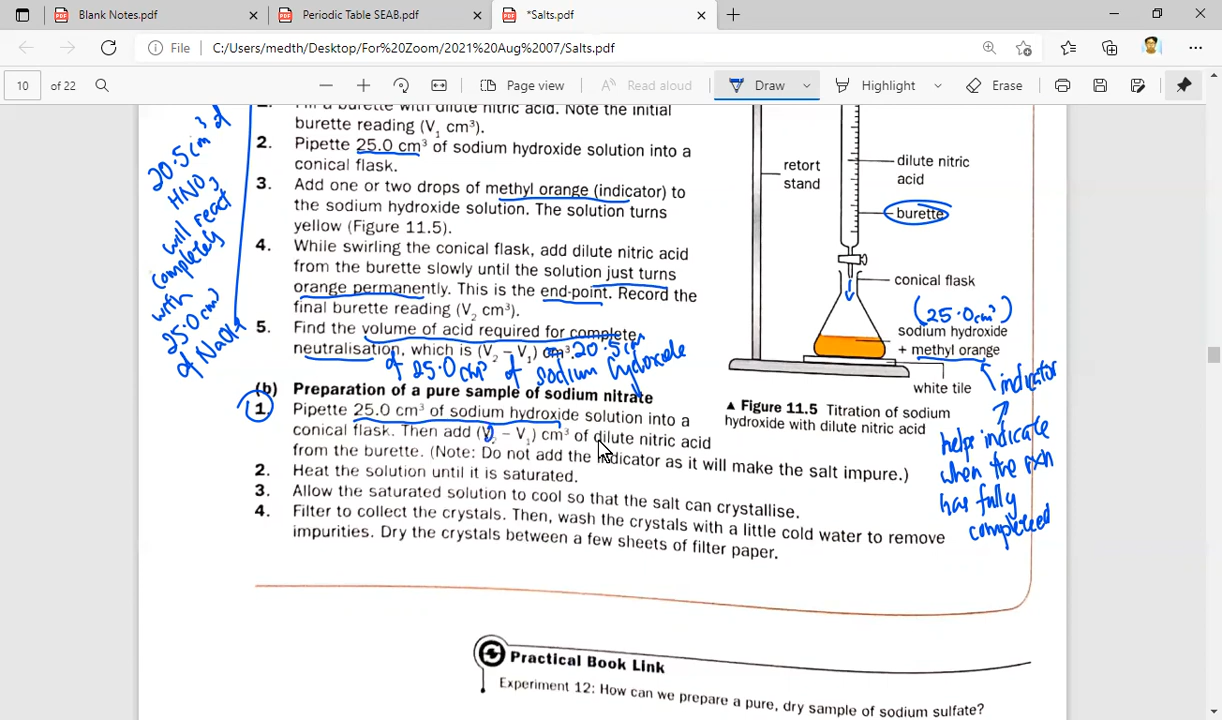 Blank Notes.pdf
Periodic Table SEAB.pdf
*Salts.pdf
File
C:/Users/medth/Desktop/For%20Zoom/2021%20Aug%2007/Salts.pdf
10 of 22
Page view
Read aloud
Draw
Highlight
Erase
burette reading (V1 cm³).
2. Pipette 25.0 cm³ of sodium hydroxide solution into a
conical flask.
3. Add one or two drops of methyl orange (indicator) to
the sodium hydroxide solution. The solution turns
yellow (Figure 11.5).
4. While swirling the conical flask, add dilute nitric acid
from the burette slowly until the solution just turns
orange permanently. This is the end-point. Record the
final burette reading (V2 cm³).
5. Find the volume of acid required for complete
neutralisation, which is (V2 – V1) cm³.
= 20.5cm³
of 25.0cm³ of sodium hydroxide
20.5cm³ of
HNO3
will react
completely
with
25.0cm³
of NaOH
(b) Preparation of a pure sample of sodium nitrate
1. Pipette 25.0 cm³ of sodium hydroxide solution into a
conical flask. Then add (V2 – V1) cm³ of dilute nitric acid
from the burette. (Note: Do not add the indicator as it will make the salt impure.)
2. Heat the solution until it is saturated.
3. Allow the saturated solution to cool so that the salt can crystallise.
4. Filter to collect the crystals. Then, wash the crystals with a little cold water to remove
impurities. Dry the crystals between a few sheets of filter paper.
retort
stand
dilute nitric
acid
burette
conical flask
(25.0cm³)
sodium hydroxide
+ methyl orange
white tile
▲ Figure 11.5 Titration of sodium
hydroxide with dilute nitric acid
indicator
helps indicate
when the rxn
has fully
completed
Practical Book Link
Experiment 12: How can we prepare a pure, dry sample of sodium sulfate?